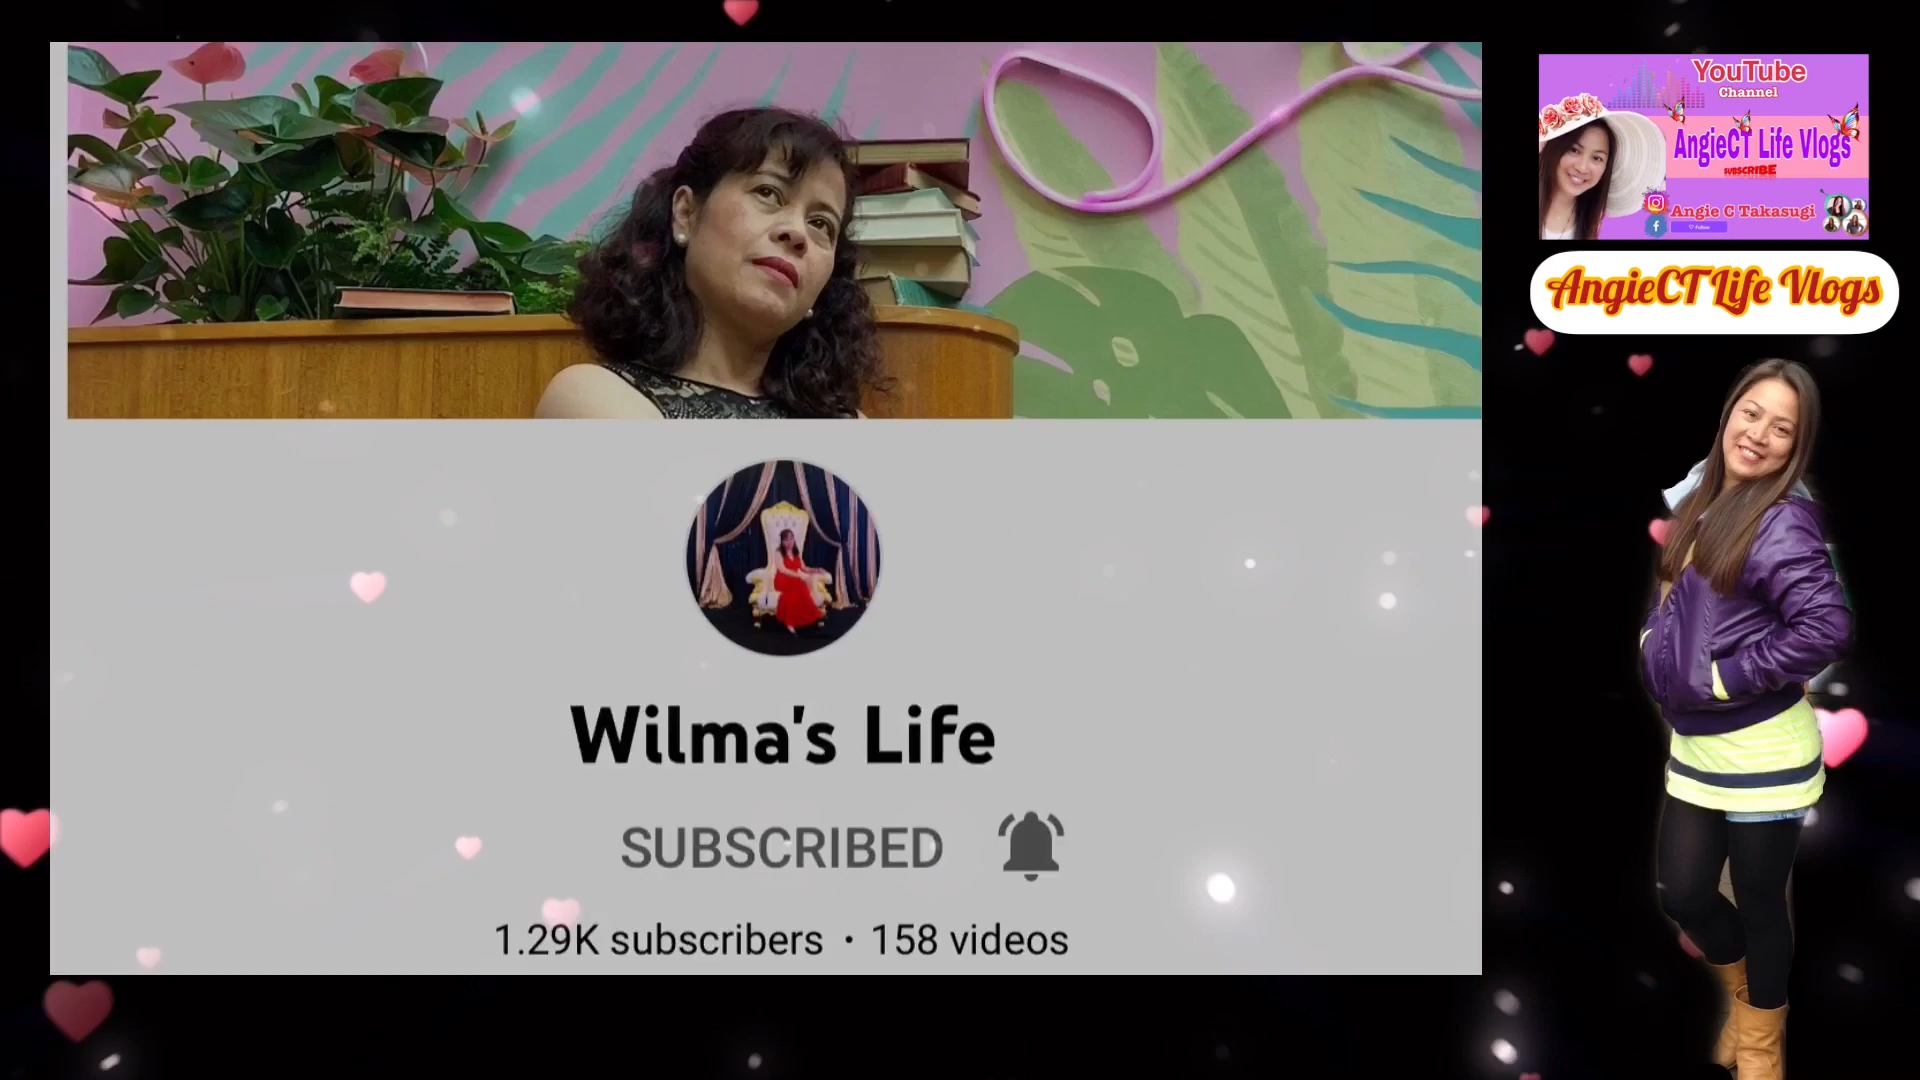 Wilma's Life
SUBSCRIBED
1.29K subscribers • 158 videos
YouTube
Channel
AngieCT Life Vlogs
SUBSCRIBE
Angie C Takasugi
Follow
AngieCT Life Vlogs